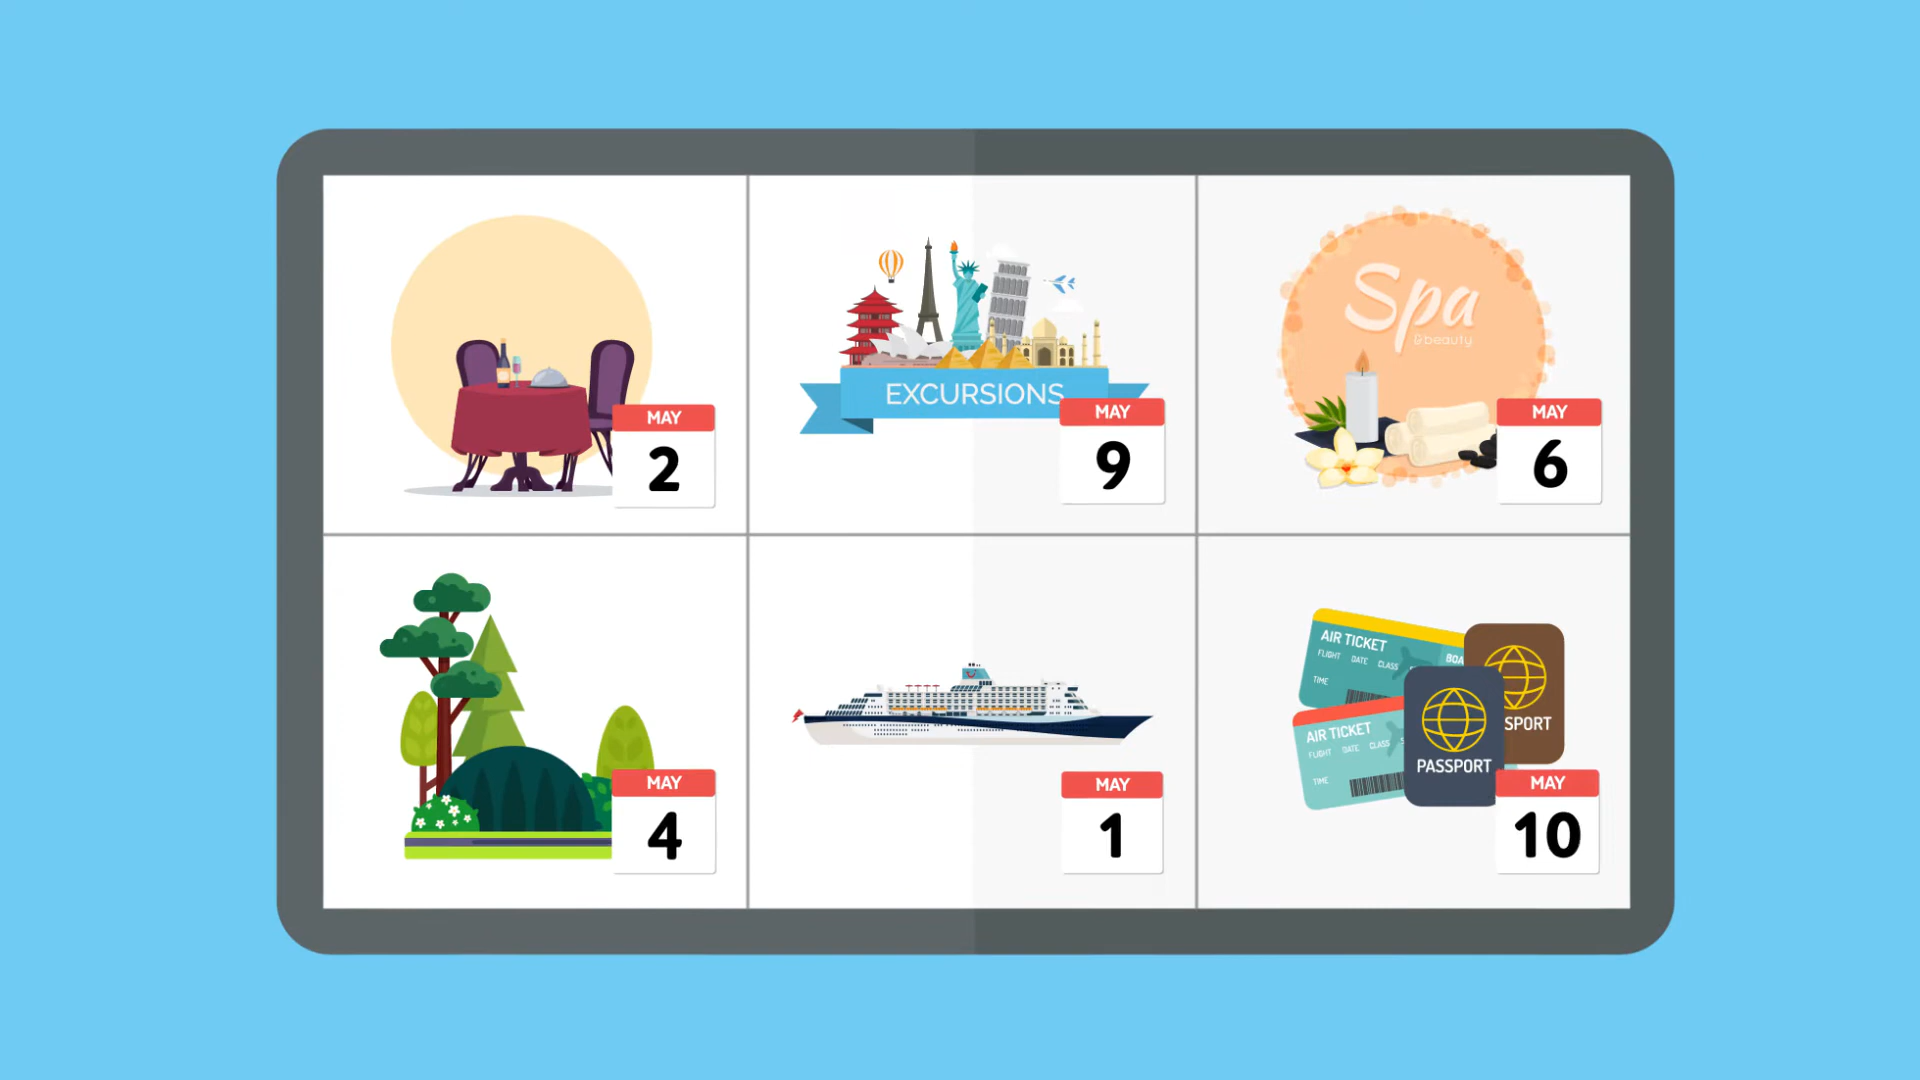 MAY
2
EXCURSIONS
MAY
9
Spa
&beauty
MAY
6
MAY
4
MAY
1
AIR TICKET
FLIGHT DATE CLASS
TIME
AIR TICKET
FLIGHT DATE CLASS
TIME
PASSPORT
SPORT
MAY
10